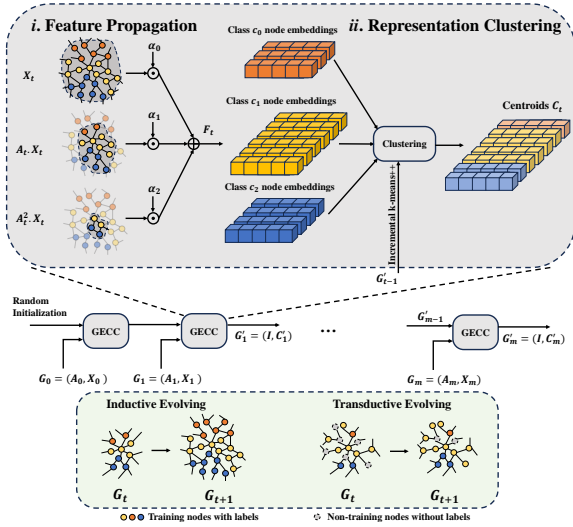 i. Feature Propagation
ii. Representation Clustering
X_t
α_0
A_t. X_t
α_1
A_t^2. X_t
α_2
F_t
Class c_0 node embeddings
Class c_1 node embeddings
Class c_2 node embeddings
Clustering
Centroids C_t
Incremental k-means++
G'_{t-1}
Random
Initialization
GECC
G_0 = (A_0, X_0)
GECC
G_1 = (A_1, X_1)
G'_1 = (I, C'_1)
...
G'_{m-1}
GECC
G_m = (A_m, X_m)
G'_m = (I, C'_m)
Inductive Evolving
Transductive Evolving
G_t
G_{t+1}
G_t
G_{t+1}
Training nodes with labels
Non-training nodes without labels